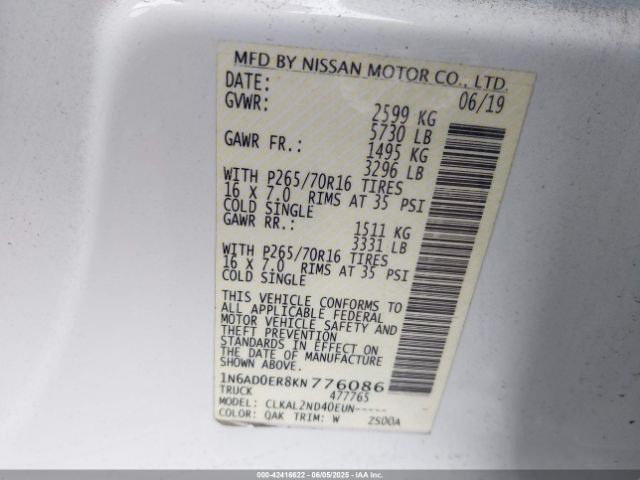 MFD BY NISSAN MOTOR CO., LTD.
DATE: 06/19
GVWR: 2599 KG
5730 LB
GAWR FR.: 1495 KG
3296 LB
WITH P265/70R16 TIRES
16 X 7.0 RIMS AT 35 PSI
COLD SINGLE
GAWR RR.: 1511 KG
3331 LB
WITH P265/70R16 TIRES
16 X 7.0 RIMS AT 35 PSI
COLD SINGLE
THIS VEHICLE CONFORMS TO
ALL APPLICABLE FEDERAL
MOTOR VEHICLE SAFETY AND
THEFT PREVENTION
STANDARDS IN EFFECT ON
THE DATE OF MANUFACTURE
SHOWN ABOVE.
1N6AD0ER8KN776086
TRUCK 477765
MODEL: CLKAL2ND40EUN-----
COLOR: QAK TRIM: W 2S00A
000-42416622 - 06/05/2025 - IAA Inc.